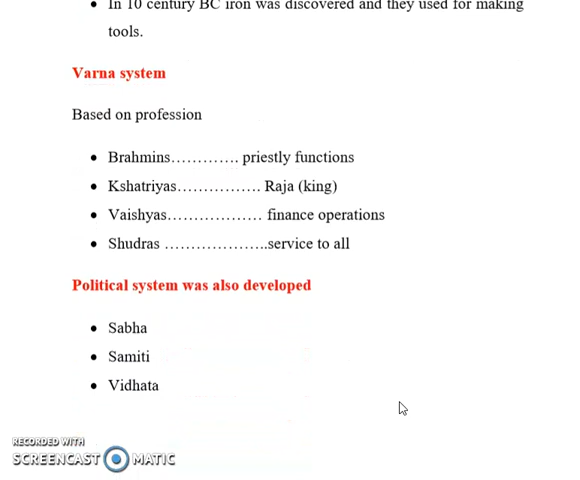 • In 10 century BC iron was discovered and they used for making
tools.
Varna system
Based on profession
• Brahmins…………. priestly functions
• Kshatriyas……………. Raja (king)
• Vaishyas………………. finance operations
• Shudras ………………...service to all
Political system was also developed
• Sabha
• Samiti
• Vidhata
RECORDED WITH
SCREENCAST MATIC